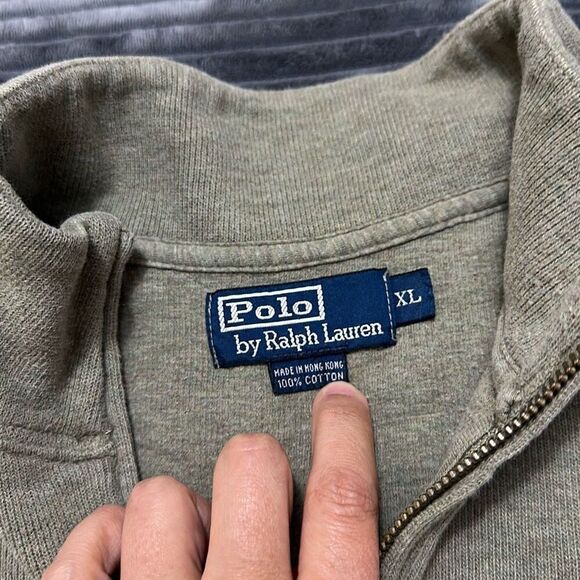 Polo
by Ralph Lauren
XL
MADE IN HONG KONG
100% COTTON